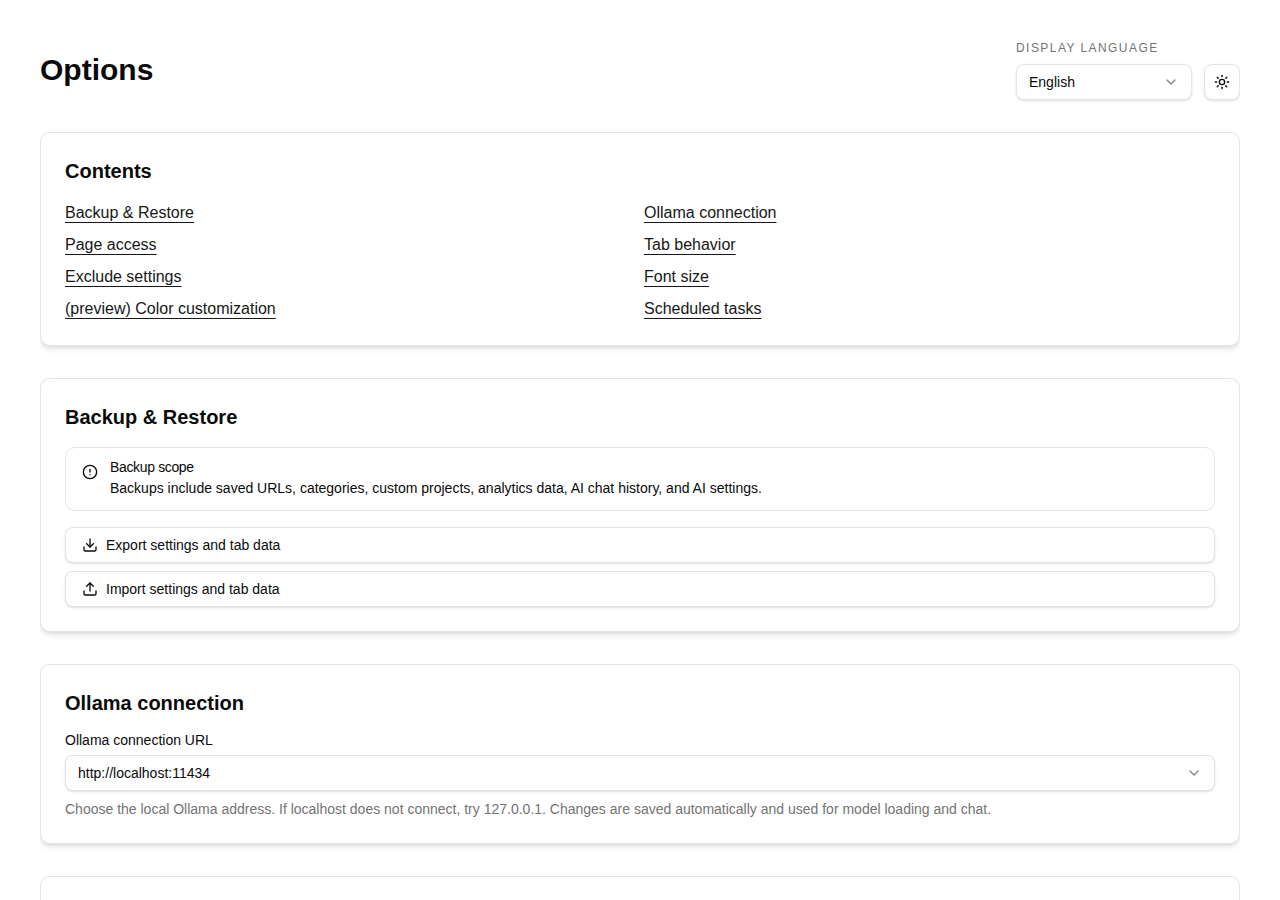 Options
DISPLAY LANGUAGE
English
Contents
Backup & Restore
Ollama connection
Page access
Tab behavior
Exclude settings
Font size
(preview) Color customization
Scheduled tasks
Backup & Restore
Backup scope
Backups include saved URLs, categories, custom projects, analytics data, AI chat history, and AI settings.
Export settings and tab data
Import settings and tab data
Ollama connection
Ollama connection URL
http://localhost:11434
Choose the local Ollama address. If localhost does not connect, try 127.0.0.1. Changes are saved automatically and used for model loading and chat.